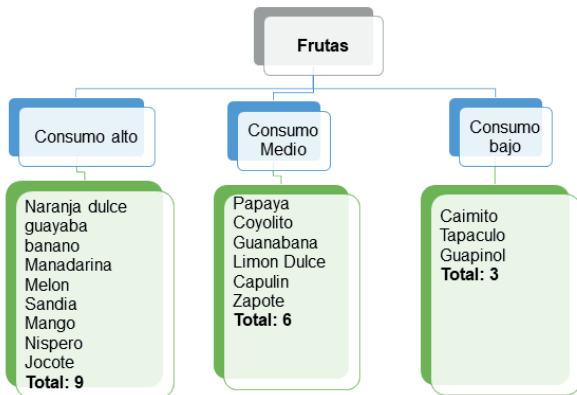 Frutas
Consumo alto
Consumo
Medio
Consumo
bajo
Naranja dulce
guayaba
banano
Manadarina
Melon
Sandia
Mango
Nispero
Jocote
Total: 9
Papaya
Coyolito
Guanabana
Limon Dulce
Capulin
Zapote
Total: 6
Caimito
Tapaculo
Guapinol
Total: 3